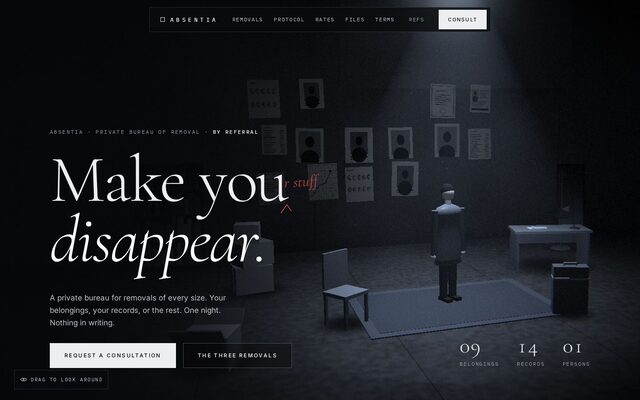 ABSENTIA REMOVALS PROTOCOL RATES FILES TERMS REFS CONSULT
ABSENTIA · PRIVATE BUREAU OF REMOVAL · BY REFERRAL
Make you
r stuff
disappear.
A private bureau for removals of every size. Your
belongings, your records, or the rest. One night.
Nothing in writing.
REQUEST A CONSULTATION THE THREE REMOVALS
09 14 01
BELONGINGS RECORDS PERSONS
DRAG TO LOOK AROUND